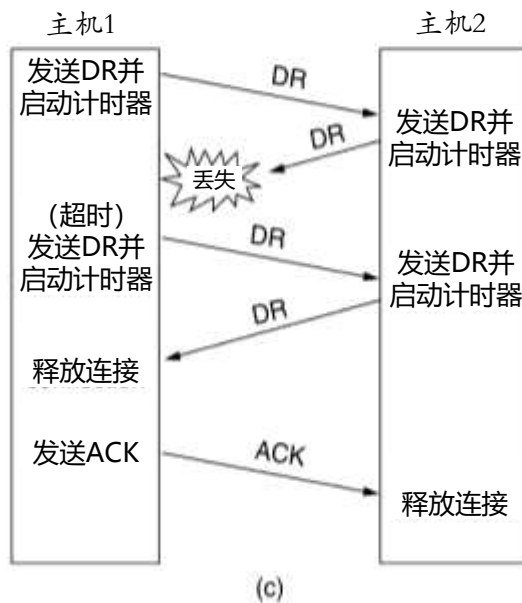 主机1
主机2
发送DR并
启动计时器
DR
发送DR并
启动计时器
DR
丢失
（超时）
发送DR并
启动计时器
DR
发送DR并
启动计时器
DR
释放连接
发送ACK
ACK
释放连接
(c)